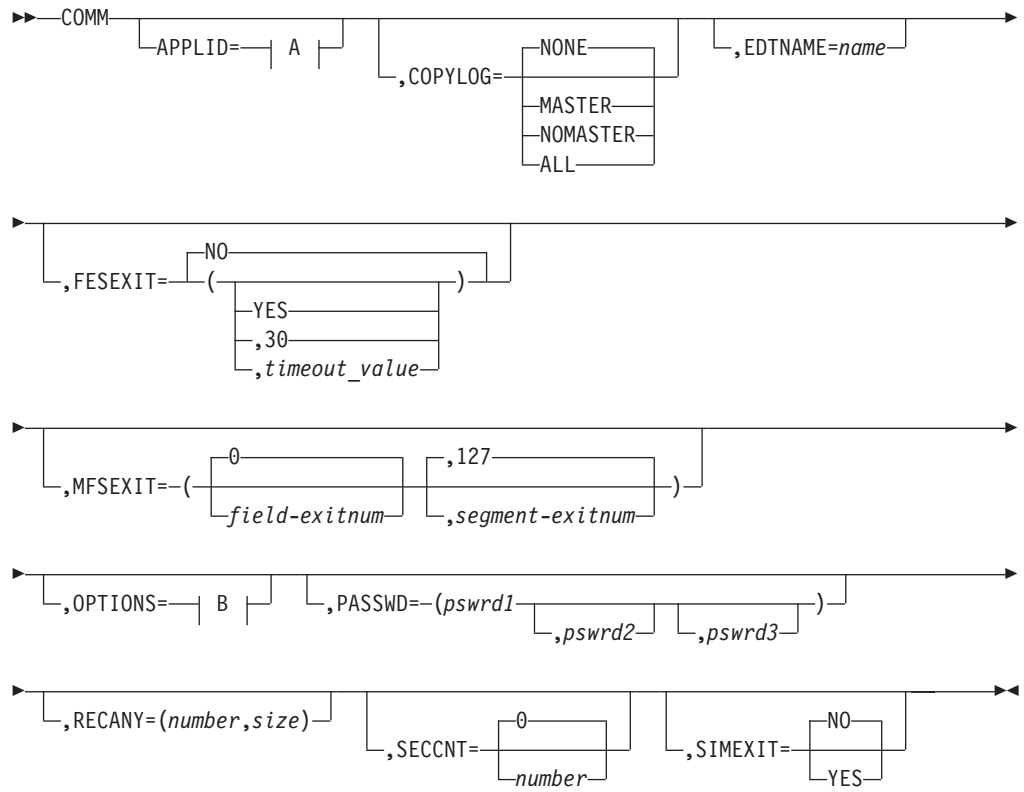 COMM
APPLID= A
,COPYLOG= NONE
MASTER
NOMASTER
ALL
,EDTNAME=name
,FESEXIT= NO
( )
YES
,30
,timeout_value
,MFSEXIT= ( 0 ,127 )
field-exitnum ,segment-exitnum
,OPTIONS= B
,PASSWD= (pswrd1 )
,pswrd2 ,pswrd3
,RECANY=(number,size)
,SECCNT= 0
number
,SIMEXIT= NO
YES